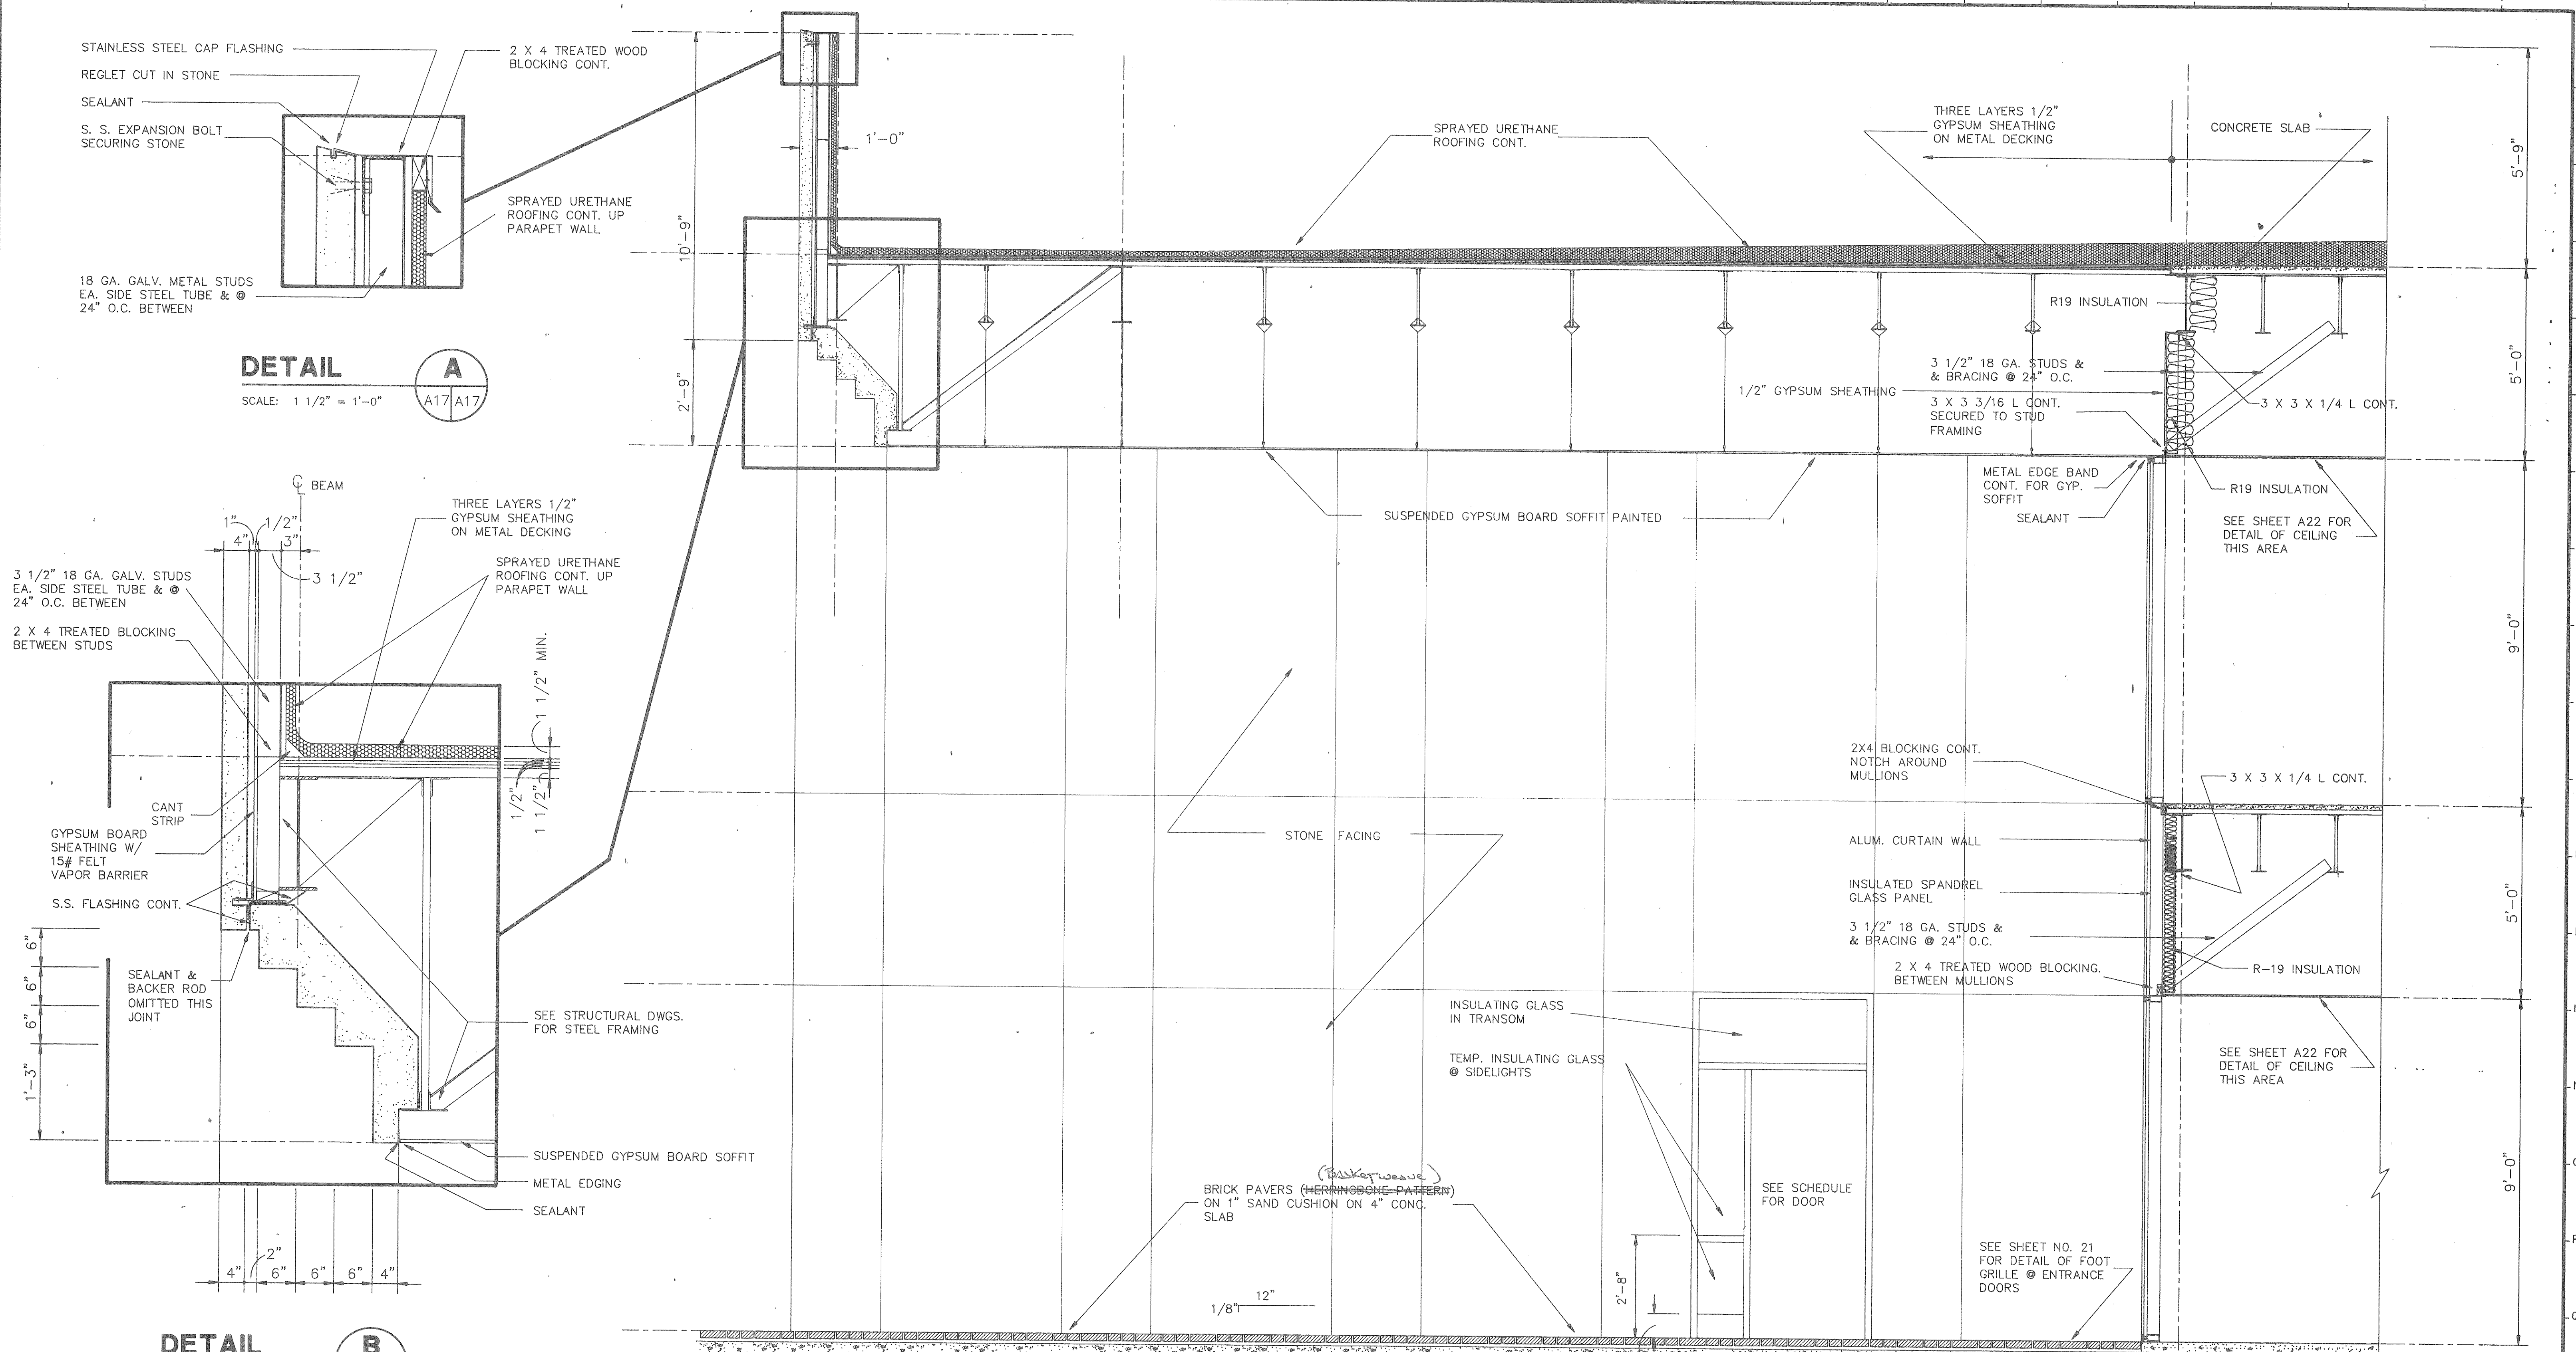 STAINLESS STEEL CAP FLASHING
REGLET CUT IN STONE
SEALANT
S. S. EXPANSION BOLT
SECURING STONE
2 X 4 TREATED WOOD
BLOCKING CONT.
SPRAYED URETHANE
ROOFING CONT. UP
PARAPET WALL
18 GA. GALV. METAL STUDS
EA. SIDE STEEL TUBE & @
24" O.C. BETWEEN
DETAIL
A
SCALE: 1 1/2" = 1'-0"
A17 A17
℄ BEAM
1"
1/2"
4"
3"
3 1/2"
THREE LAYERS 1/2"
GYPSUM SHEATHING
ON METAL DECKING
SPRAYED URETHANE
ROOFING CONT. UP
PARAPET WALL
3 1/2" 18 GA. GALV. STUDS
EA. SIDE STEEL TUBE & @
24" O.C. BETWEEN
2 X 4 TREATED BLOCKING
BETWEEN STUDS
1 1/2" MIN.
1/2"
1 1/2"
CANT
STRIP
GYPSUM BOARD
SHEATHING W/
15# FELT
VAPOR BARRIER
S.S. FLASHING CONT.
6"
6"
6"
1'-3"
SEALANT &
BACKER ROD
OMITTED THIS
JOINT
SEE STRUCTURAL DWGS.
FOR STEEL FRAMING
SUSPENDED GYPSUM BOARD SOFFIT
METAL EDGING
SEALANT
4"
2"
6"
6"
6"
4"
DETAIL
B
10'-9"
2'-9"
1'-0"
SPRAYED URETHANE
ROOFING CONT.
THREE LAYERS 1/2"
GYPSUM SHEATHING
ON METAL DECKING
CONCRETE SLAB
5'-9"
R19 INSULATION
3 1/2" 18 GA. STUDS &
& BRACING @ 24" O.C.
1/2" GYPSUM SHEATHING
3 X 3 3/16 L CONT.
SECURED TO STUD
FRAMING
3 X 3 X 1/4 L CONT.
5'-0"
METAL EDGE BAND
CONT. FOR GYP.
SOFFIT
SEALANT
R19 INSULATION
SEE SHEET A22 FOR
DETAIL OF CEILING
THIS AREA
SUSPENDED GYPSUM BOARD SOFFIT PAINTED
9'-0"
2X4 BLOCKING CONT.
NOTCH AROUND
MULLIONS
3 X 3 X 1/4 L CONT.
STONE FACING
ALUM. CURTAIN WALL
INSULATED SPANDREL
GLASS PANEL
5'-0"
3 1/2" 18 GA. STUDS &
& BRACING @ 24" O.C.
2 X 4 TREATED WOOD BLOCKING.
BETWEEN MULLIONS
R-19 INSULATION
INSULATING GLASS
IN TRANSOM
TEMP. INSULATING GLASS
@ SIDELIGHTS
SEE SHEET A22 FOR
DETAIL OF CEILING
THIS AREA
9'-0"
(Basketweave)
BRICK PAVERS (HERRINGBONE PATTERN)
ON 1" SAND CUSHION ON 4" CONC.
SLAB
SEE SCHEDULE
FOR DOOR
SEE SHEET NO. 21
FOR DETAIL OF FOOT
GRILLE @ ENTRANCE
DOORS
2'-8"
12"
1/8"